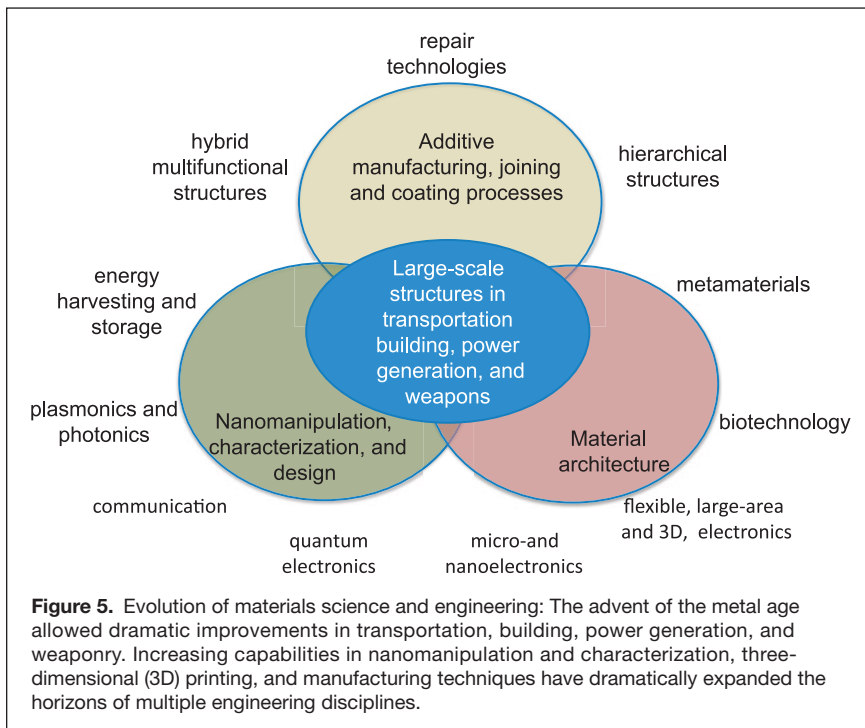 repair
technologies
hybrid
multifunctional
structures
Additive
manufacturing, joining
and coating processes
hierarchical
structures
energy
harvesting and
storage
Large-scale
structures in
transportation
building, power
generation, and
weapons
metamaterials
plasmonics and
photonics
Nanomanipulation,
characterization, and
design
Material
architecture
biotechnology
communication
flexible, large-area
and 3D,  electronics
quantum
electronics
micro-and
nanoelectronics
Figure 5. Evolution of materials science and engineering: The advent of the metal age
allowed dramatic improvements in transportation, building, power generation, and
weaponry. Increasing capabilities in nanomanipulation and characterization, three-
dimensional (3D) printing, and manufacturing techniques have dramatically expanded the
horizons of multiple engineering disciplines.